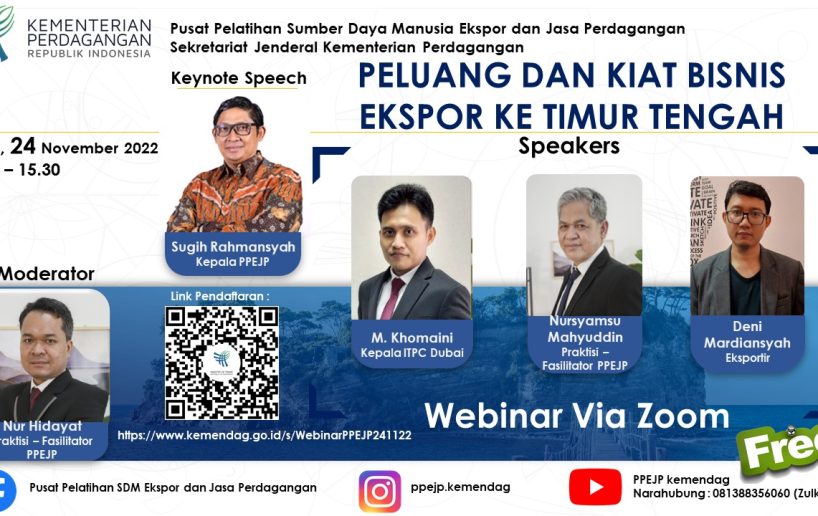 KEMENTERIAN
PERDAGANGAN
REPUBLIK INDONESIA
Pusat Pelatihan Sumber Daya Manusia Ekspor dan Jasa Perdagangan
Sekretariat Jenderal Kementerian Perdagangan
PELUANG DAN KIAT BISNIS
EKSPOR KE TIMUR TENGAH
, 24 November 2022
– 15.30
Keynote Speech
Sugih Rahmansyah
Kepala PPEJP
Speakers
M. Khomaini
Kepala ITPC Dubai
Nursyamsu
Mahyuddin
Praktisi –
Fasilitator PPEJP
Deni
Mardiansyah
Eksportir
Moderator
Nur Hidayat
raktisi – Fasilitator
PPEJP
Link Pendaftaran :
https://www.kemendag.go.id/s/WebinarPPEJP241122
Webinar Via Zoom
Free
Pusat Pelatihan SDM Ekspor dan Jasa Perdagangan
ppejp.kemendag
PPEJP kemendag
Narahubung : 081388356060 (Zulk